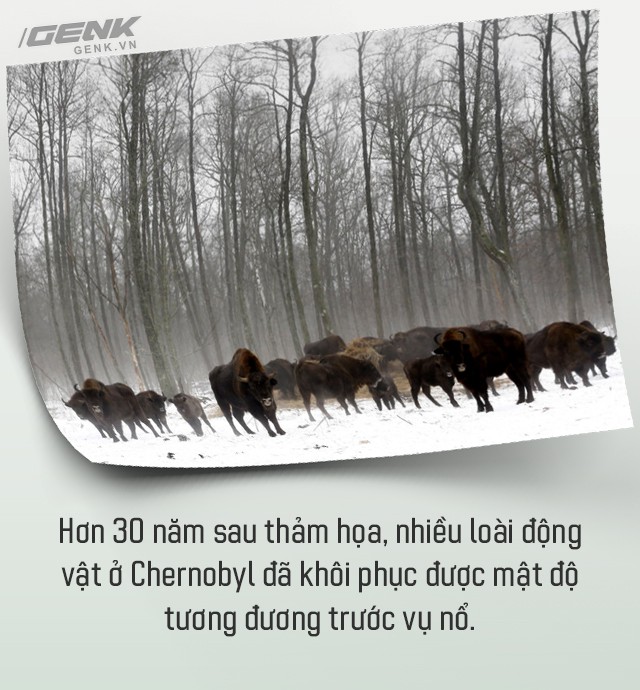 GENK
GENK.VN
Hơn 30 năm sau thảm họa, nhiều loài động
vật ở Chernobyl đã khôi phục được mật độ
tương đương trước vụ nổ.